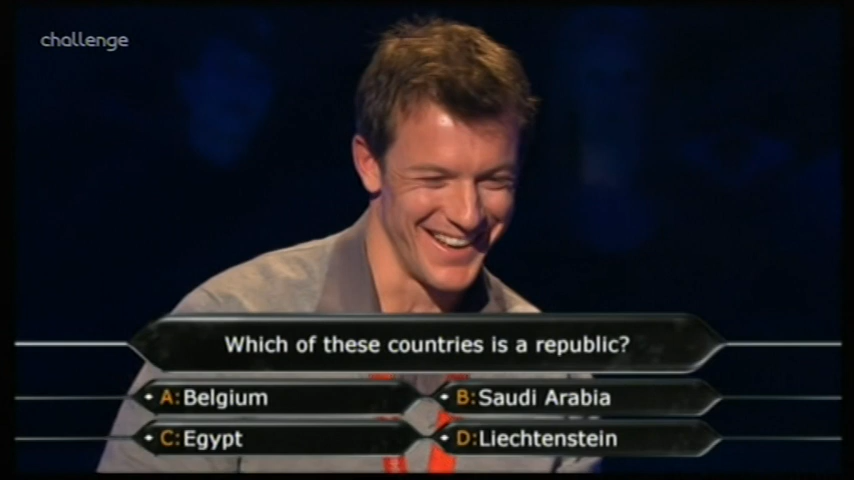 challenge
Which of these countries is a republic?
A:Belgium
B:Saudi Arabia
C:Egypt
D:Liechtenstein